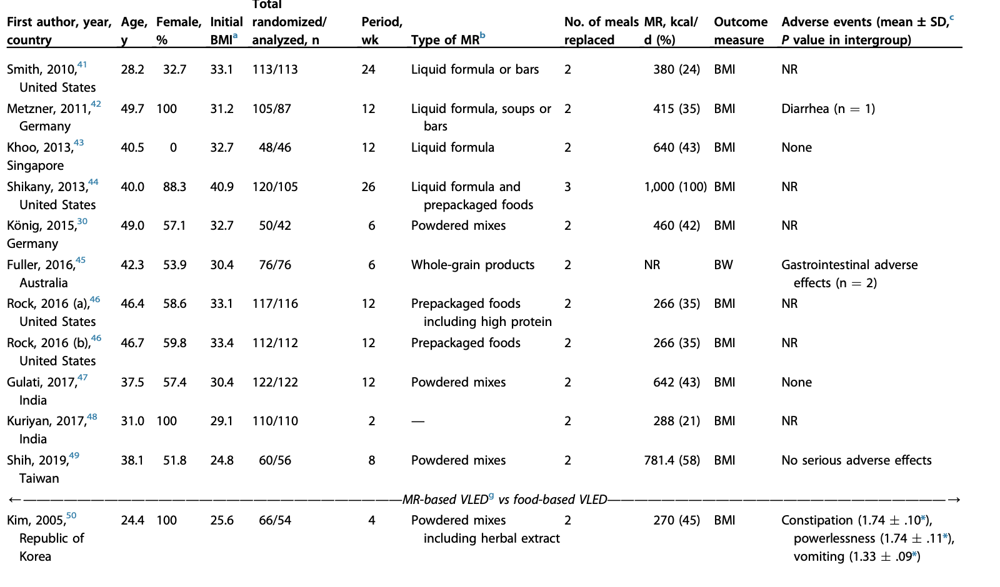 Total
First author, year, Age, Female, Initial randomized/ Period, No. of meals MR, kcal/ Outcome Adverse events (mean ± SD,c
country y % BMIa analyzed, n wk Type of MRb replaced d (%) measure P value in intergroup)
Smith, 2010,41 28.2 32.7 33.1 113/113 24 Liquid formula or bars 2 380 (24) BMI NR
United States
Metzner, 2011,42 49.7 100 31.2 105/87 12 Liquid formula, soups or 2 415 (35) BMI Diarrhea (n = 1)
Germany bars
Khoo, 2013,43 40.5 0 32.7 48/46 12 Liquid formula 2 640 (43) BMI None
Singapore
Shikany, 2013,44 40.0 88.3 40.9 120/105 26 Liquid formula and 3 1,000 (100) BMI NR
United States prepackaged foods
König, 2015,30 49.0 57.1 32.7 50/42 6 Powdered mixes 2 460 (42) BMI NR
Germany
Fuller, 2016,45 42.3 53.9 30.4 76/76 6 Whole-grain products 2 NR BW Gastrointestinal adverse
Australia effects (n = 2)
Rock, 2016 (a),46 46.4 58.6 33.1 117/116 12 Prepackaged foods 2 266 (35) BMI NR
United States including high protein
Rock, 2016 (b),46 46.7 59.8 33.4 112/112 12 Prepackaged foods 2 266 (35) BMI NR
United States
Gulati, 2017,47 37.5 57.4 30.4 122/122 12 Powdered mixes 2 642 (43) BMI None
India
Kuriyan, 2017,48 31.0 100 29.1 110/110 2 — 2 288 (21) BMI NR
India
Shih, 2019,49 38.1 51.8 24.8 60/56 8 Powdered mixes 2 781.4 (58) BMI No serious adverse effects
Taiwan
←——————————MR-based VLEDg vs food-based VLED——————————→
Kim, 2005,50 24.4 100 25.6 66/54 4 Powdered mixes 2 270 (45) BMI Constipation (1.74 ± .10*),
Republic of including herbal extract powerlessness (1.74 ± .11*),
Korea vomiting (1.33 ± .09*)